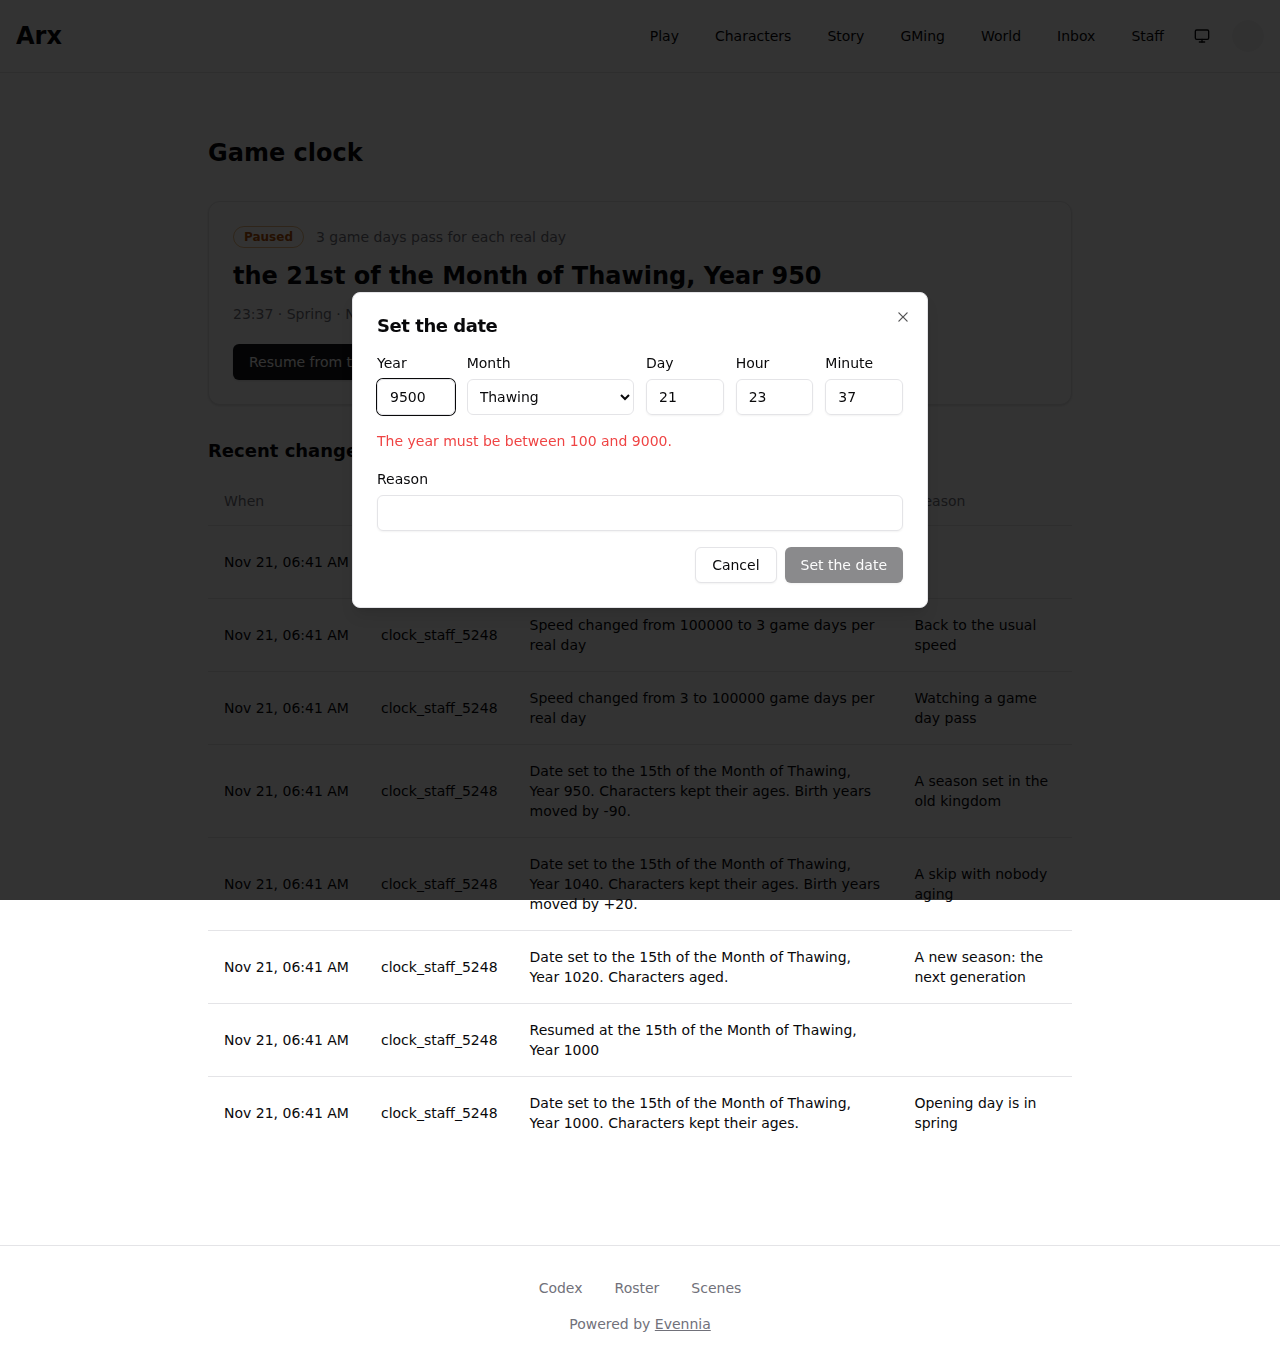 Arx
Play Characters Story GMing World Inbox Staff
Game clock
Paused 3 game days pass for each real day
the 21st of the Month of Thawing, Year 950
23:37 · Spring ·
Resume from
Set the date
Year Month Day Hour Minute
9500 Thawing 21 23 37
The year must be between 100 and 9000.
Reason
Cancel Set the date
Recent
When
Nov 21, 06:41 AM
Nov 21, 06:41 AM clock_staff_5248 Speed changed from 100000 to 3 game days per Back to the usual
real day speed
Nov 21, 06:41 AM clock_staff_5248 Speed changed from 3 to 100000 game days per Watching a game
real day day pass
Date set to the 15th of the Month of Thawing,
Nov 21, 06:41 AM clock_staff_5248 Year 950. Characters kept their ages. Birth years A season set in the
moved by -90. old kingdom
Date set to the 15th of the Month of Thawing,
Nov 21, 06:41 AM clock_staff_5248 Year 1040. Characters kept their ages. Birth years A skip with nobody
moved by +20. aging
Nov 21, 06:41 AM clock_staff_5248 Date set to the 15th of the Month of Thawing, A new season: the
Year 1020. Characters aged. next generation
Nov 21, 06:41 AM clock_staff_5248 Resumed at the 15th of the Month of Thawing,
Year 1000
Nov 21, 06:41 AM clock_staff_5248 Date set to the 15th of the Month of Thawing, Opening day is in
Year 1000. Characters kept their ages. spring
Codex Roster Scenes
Powered by Evennia